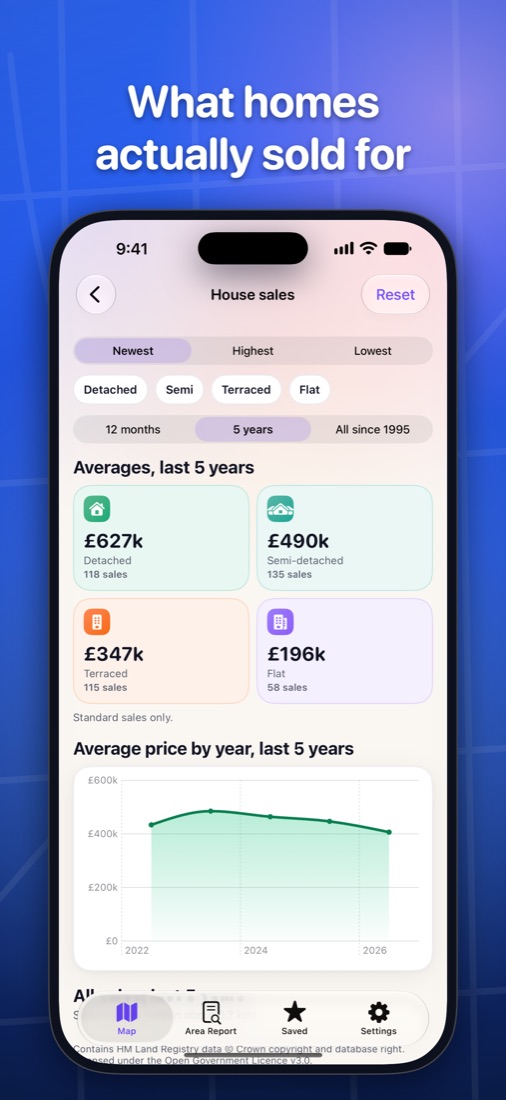 What homes
actually sold for
9:41
House sales
Reset
Newest
Highest
Lowest
Detached
Semi
Terraced
Flat
12 months
5 years
All since 1995
Averages, last 5 years
£627k
Detached
118 sales
£490k
Semi-detached
135 sales
£347k
Terraced
115 sales
£196k
Flat
58 sales
Standard sales only.
Average price by year, last 5 years
£600k
£400k
£200k
£0
2022
2024
2026
Map
Area Report
Saved
Settings
Contains HM Land Registry data © Crown copyright and database right.
under the Open Government Licence v3.0.